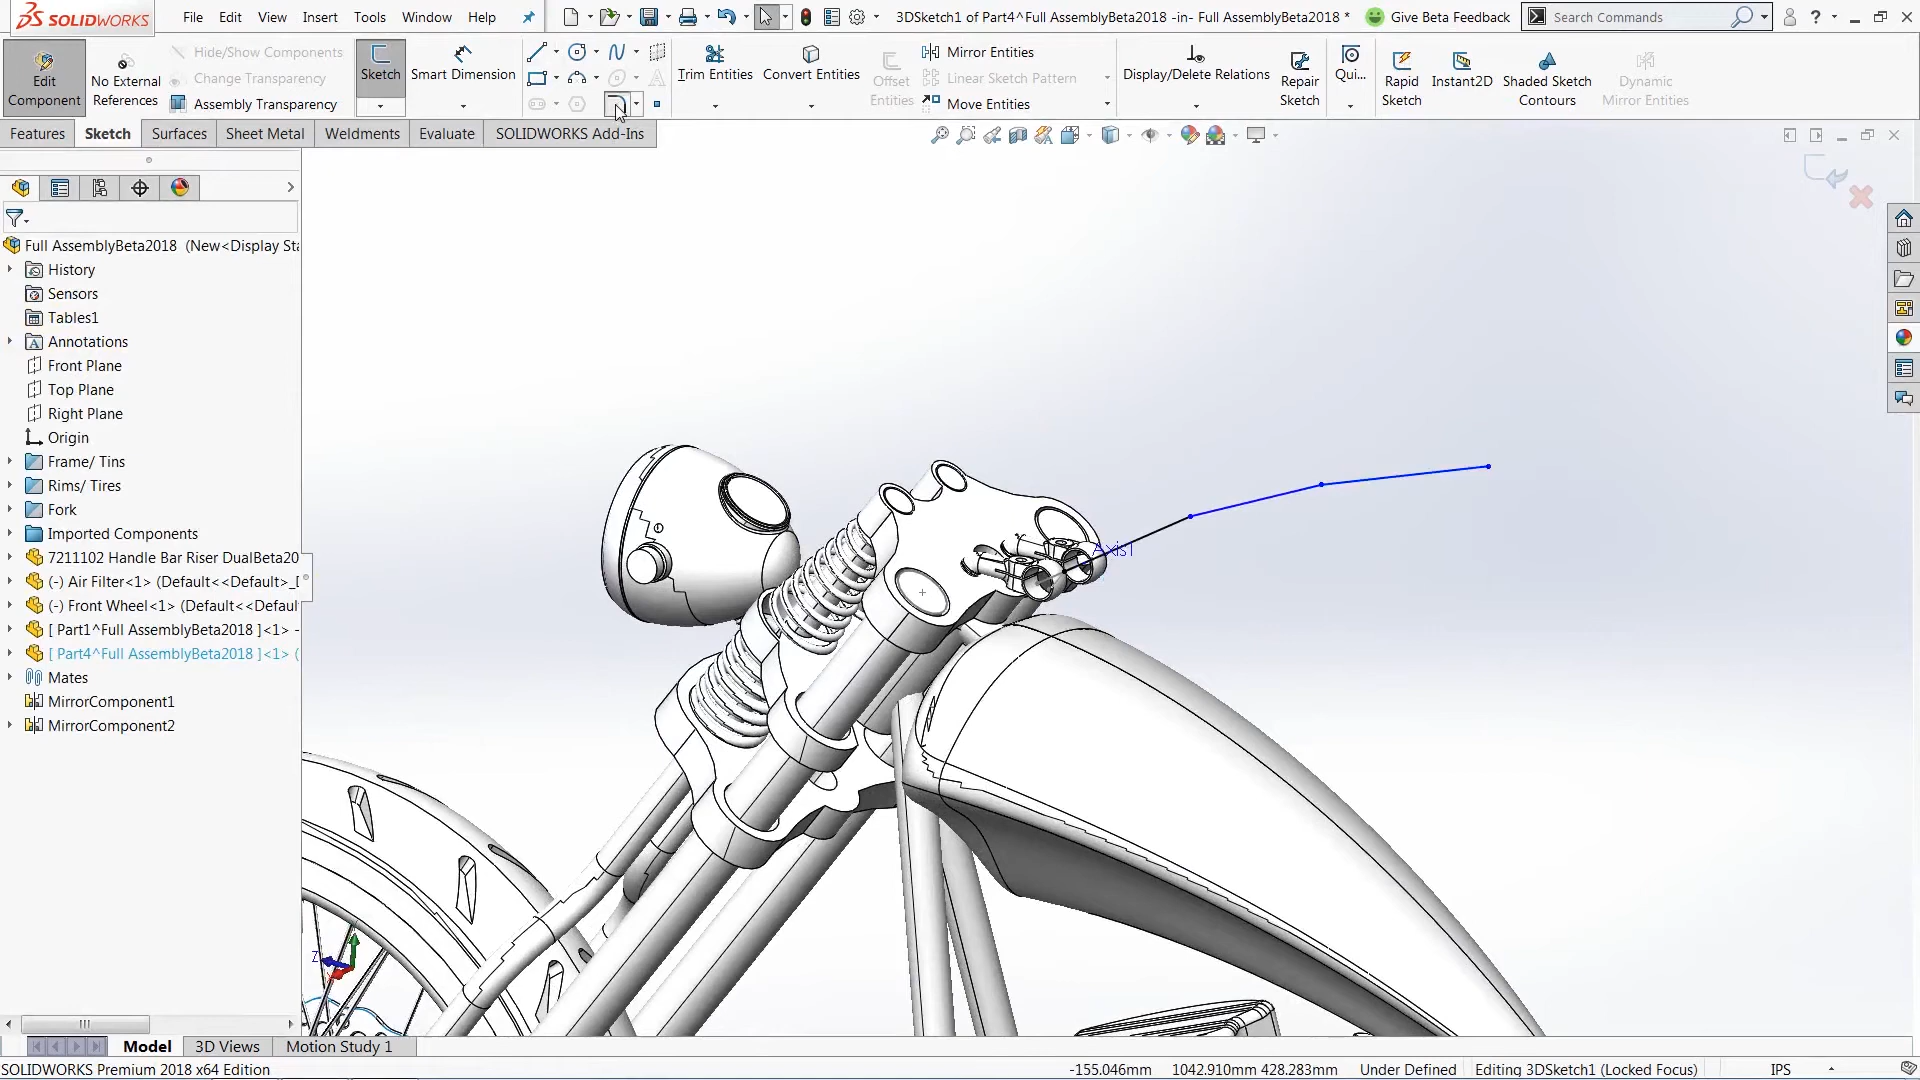 SOLIDWORKS File Edit View Insert Tools Window Help 3DSketch1 of Part4^Full AssemblyBeta2018 -in- Full AssemblyBeta2018 * Give Beta Feedback Search Commands ?
Edit Component
No External References
Hide/Show Components
Change Transparency
Assembly Transparency
Sketch
Smart Dimension
Trim Entities
Convert Entities
Offset Entities
Mirror Entities
Linear Sketch Pattern
Move Entities
Display/Delete Relations
Repair Sketch
Qui...
Rapid Sketch
Instant2D
Shaded Sketch Contours
Dynamic Mirror Entities
Features Sketch Surfaces Sheet Metal Weldments Evaluate SOLIDWORKS Add-Ins
Full AssemblyBeta2018 (New<Display Sta
History
Sensors
Tables1
Annotations
Front Plane
Top Plane
Right Plane
Origin
Frame/ Tins
Rims/ Tires
Fork
Imported Components
7211102 Handle Bar Riser DualBeta20
(-) Air Filter<1> (Default<<Default>_[
(-) Front Wheel<1> (Default<<Defaul
[ Part1^Full AssemblyBeta2018 ]<1> -
[ Part4^Full AssemblyBeta2018 ]<1> (
Mates
MirrorComponent1
MirrorComponent2
Axis1
Z
Model 3D Views Motion Study 1
SOLIDWORKS Premium 2018 x64 Edition -155.046mm 1042.910mm 428.283mm Under Defined Editing 3DSketch1 (Locked Focus) IPS